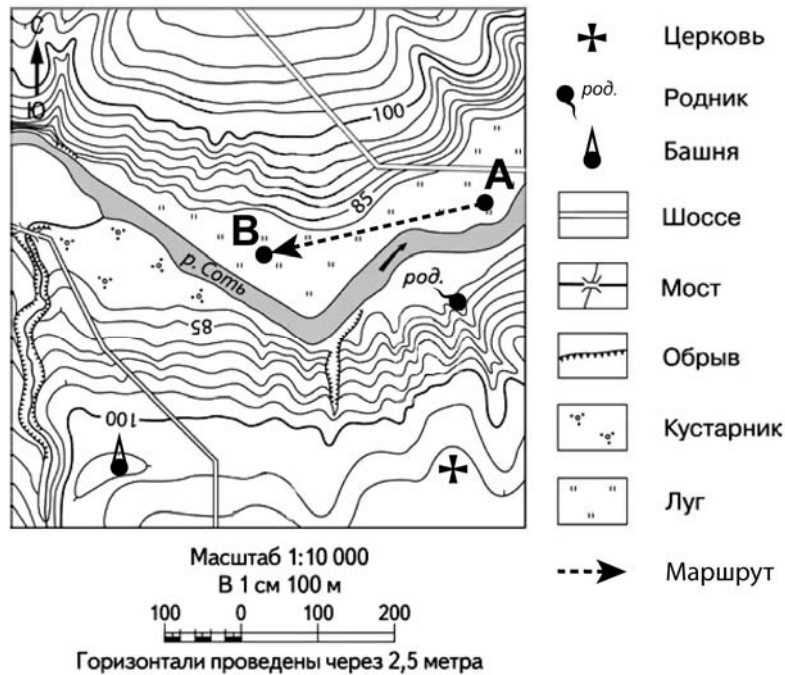 С
Ю
100
85
А
В
р. Соть
род.
85
100
Церковь
род.
Родник
Башня
Шоссе
Мост
Обрыв
Кустарник
Луг
Маршрут
Масштаб 1:10 000
В 1 см 100 м
100 0 100 200
Горизонтали проведены через 2,5 метра